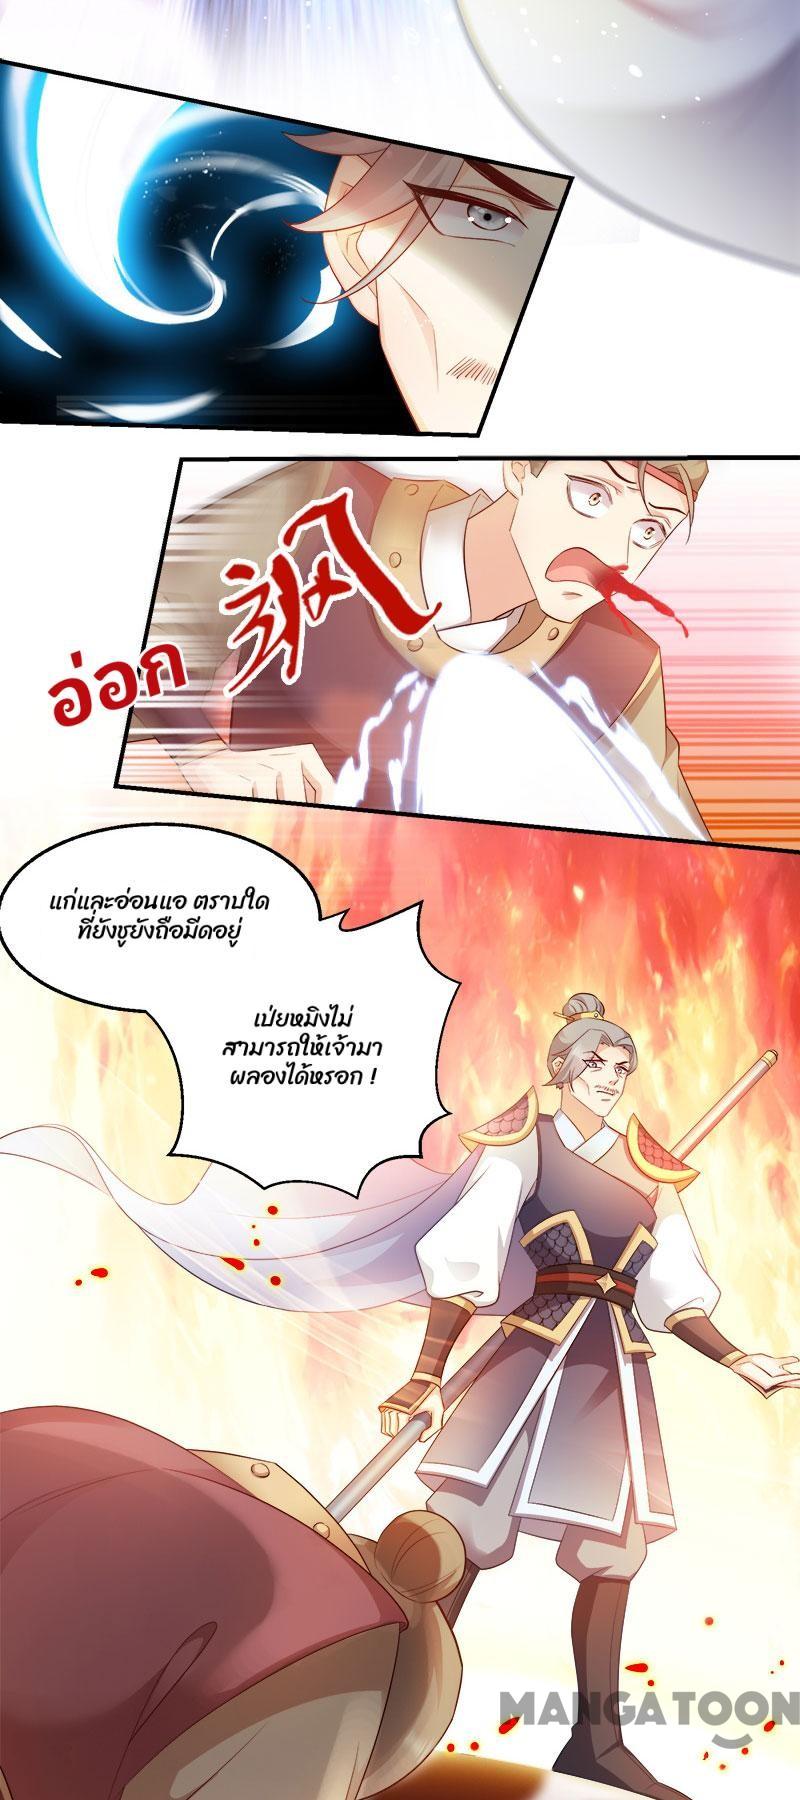 อ่อก
แก่และอ่อนแอ ตราบใด
ที่ยังชูยังถือมีดอยู่
เป่ยหมิงไม่
สามารถให้เจ้ามา
ผลองได้หรอก !
MANGATOON